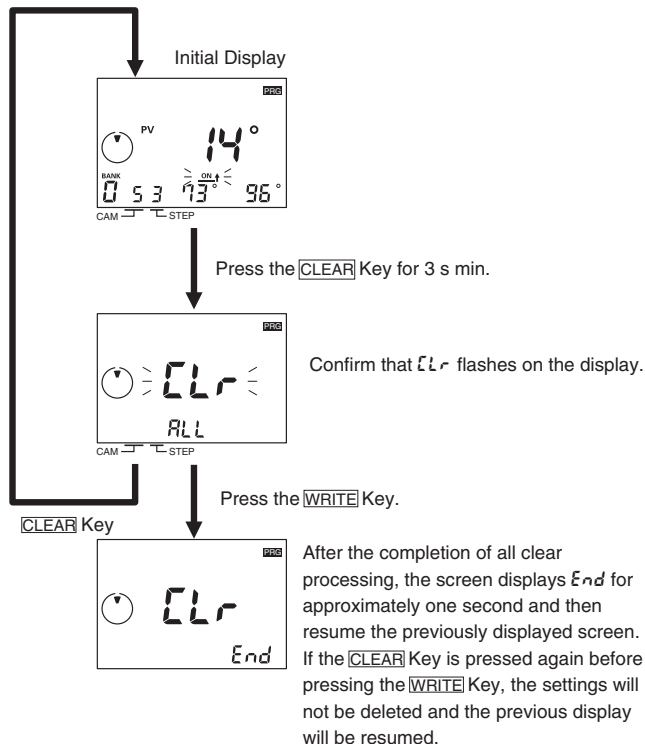 Initial Display
PRG
PV
14°
BANK
ON
0 5 3 73° 96°
CAM STEP
Press the CLEAR Key for 3 s min.
PRG
CLr
Confirm that CLr flashes on the display.
ALL
CAM STEP
Press the WRITE Key.
CLEAR Key
PRG
CLr
End
After the completion of all clear
processing, the screen displays End for
approximately one second and then
resume the previously displayed screen.
If the CLEAR Key is pressed again before
pressing the WRITE Key, the settings will
not be deleted and the previous display
will be resumed.